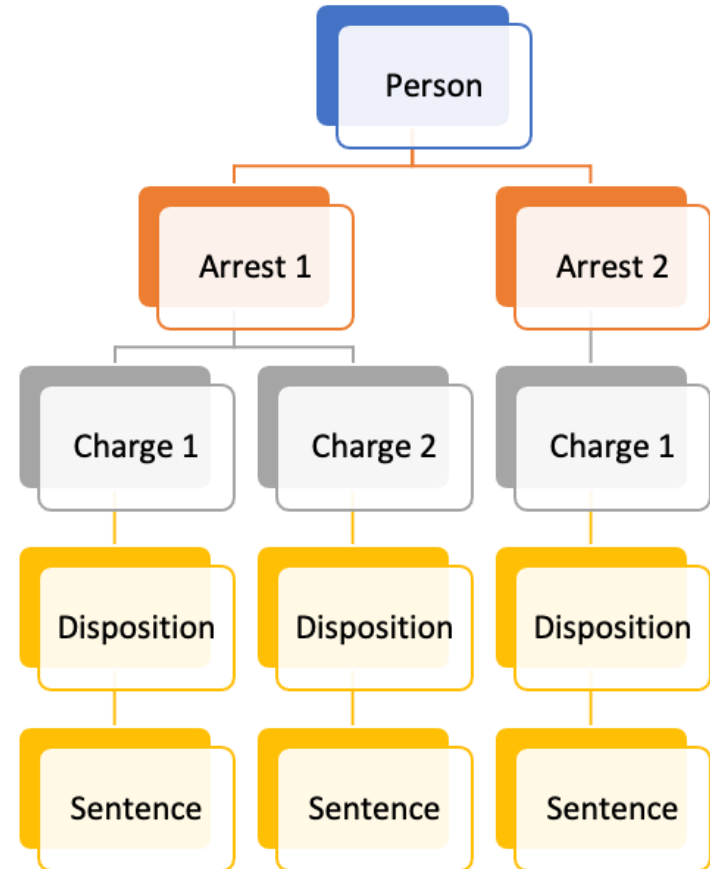 Person
Arrest 1
Arrest 2
Charge 1
Charge 2
Charge 1
Disposition
Disposition
Disposition
Sentence
Sentence
Sentence